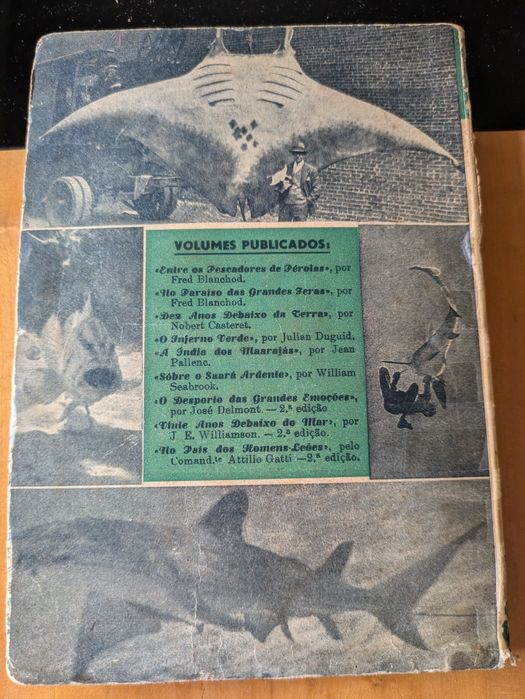 VOLUMES PUBLICADOS:
«Entre os Pescadores de Pérolas», por
Fred Blanchod.
«No Paraíso das Grandes Feras», por
Fred Blanchod.
«Dez Anos Debaixo da Terra», por
Nobert Casteret.
«O Inferno Verde», por Julian Duguid.
«A Índia dos Maarajás», por Jean
Pallenc.
«Sôbre o Saará Ardente», por William
Seabrook.
«O Desporto das Grandes Emoções»,
por José Delmont. — 2.ª edição
«Vinte Anos Debaixo do Mar», por
J. E. Williamson. — 2.ª edição.
«No País dos Homens-Leões», pelo
Comand.te Attilio Gatti —2.ª edição.